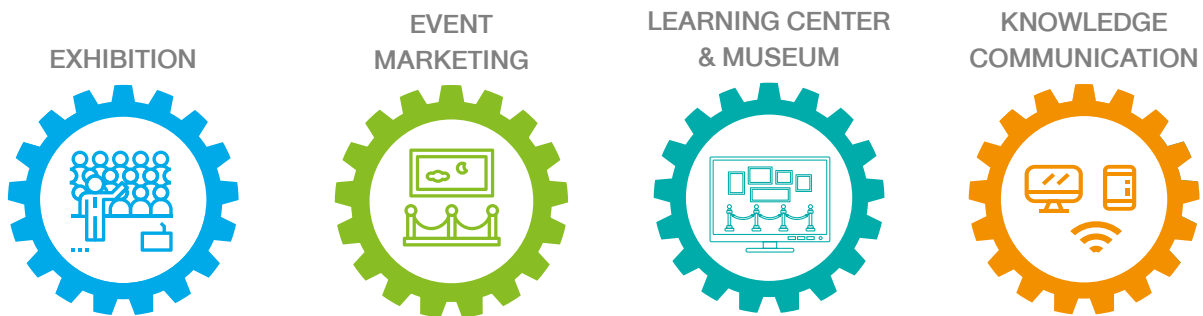 EXHIBITION
EVENT
MARKETING
LEARNING CENTER
& MUSEUM
KNOWLEDGE
COMMUNICATION